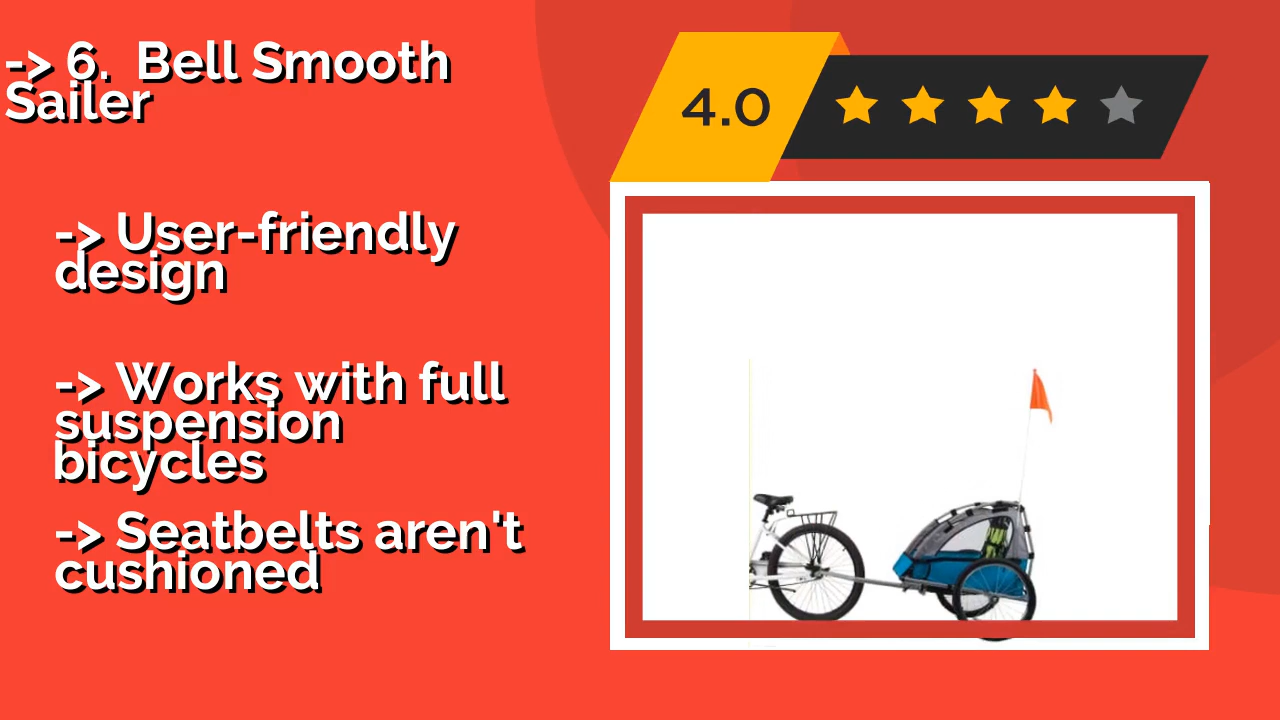 -> 6.  Bell Smooth
Sailer
4.0
-> User-friendly
design
-> Works with full
suspension
bicycles
-> Seatbelts aren't
cushioned